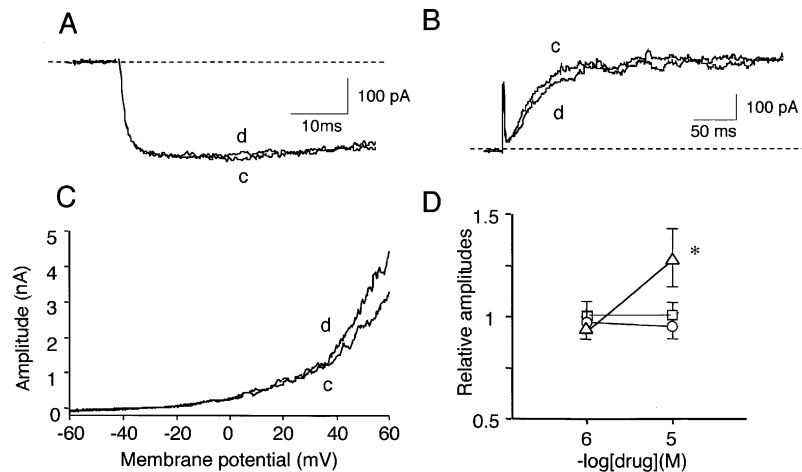 A
d
c
10ms
100 pA
B
c
d
50 ms
100 pA
C
Amplitude (nA)
5
4
3
2
1
0
d
c
-60
-40
-20
0
20
40
60
Membrane potential (mV)
D
Relative amplitudes
1.5
1
0.5
*
6
5
-log[drug](M)